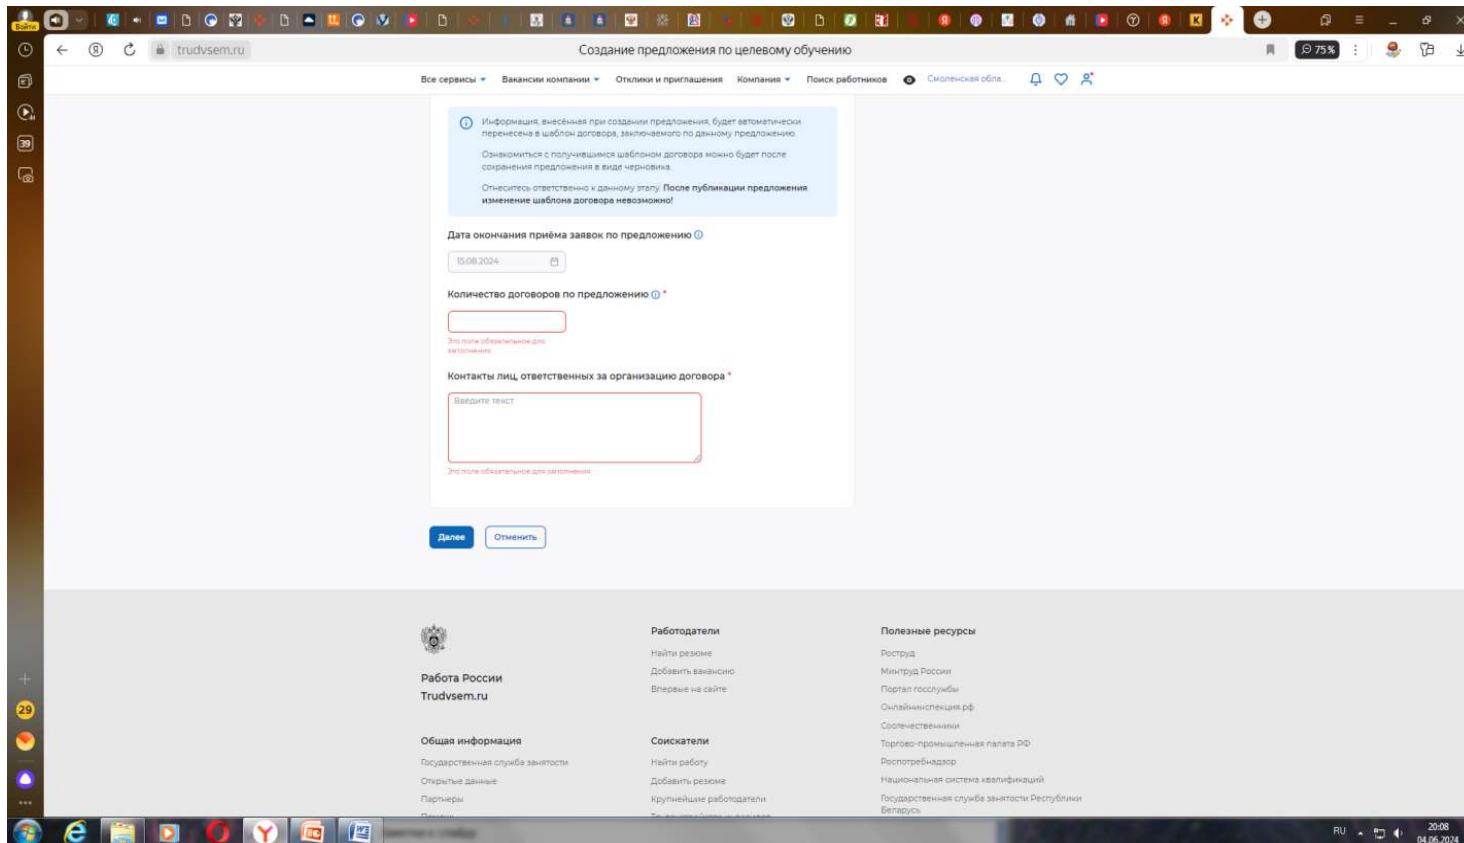 Войти
trudvsem.ru
Создание предложения по целевому обучению
75%
Все сервисы
Вакансии компании
Отклики и приглашения
Компания
Поиск работников
Смоленская обла..
39
Информация, внесённая при создании предложения, будет автоматически
перенесена в шаблон договора, заключаемого по данному предложению.
Ознакомиться с получившимся шаблоном договора можно будет после
сохранения предложения в виде черновика.
Отнеситесь ответственно к данному этапу. После публикации предложения
изменение шаблона договора невозможно!
Дата окончания приёма заявок по предложению
15.08.2024
Количество договоров по предложению *
Это поле обязательное для
заполнения
Контакты лиц, ответственных за организацию договора *
Введите текст
Это поле обязательное для заполнения
Далее
Отменить
Работа России
Trudvsem.ru
Работодатели
Найти резюме
Добавить вакансию
Впервые на сайте
Полезные ресурсы
Роструд
Минтруд России
Портал госслужбы
Онлайнинспекция.рф
Соотечественники
Торгово-промышленная палата РФ
Роспотребнадзор
Национальная система квалификаций
Государственная служба занятости Республики
Беларусь
Общая информация
Государственная служба занятости
Открытые данные
Партнеры
Соискатели
Найти работу
Добавить резюме
Крупнейшие работодатели
29
RU
20:08
04.06.2024